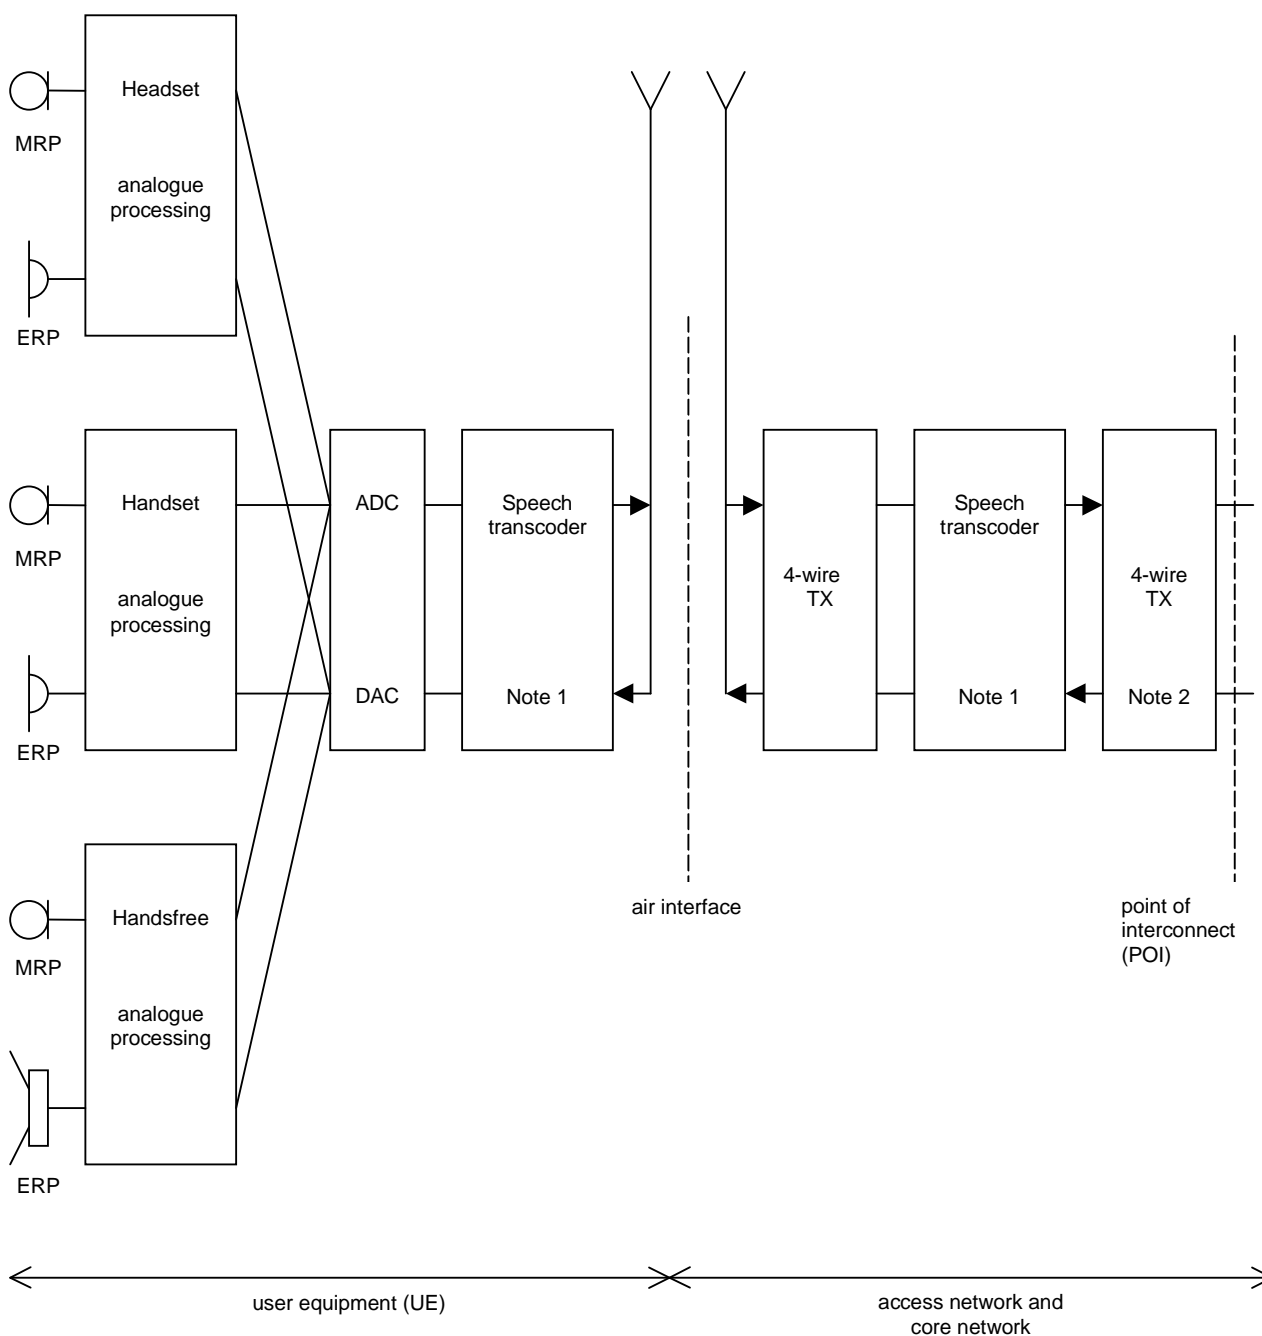 Headset
MRP
analogue
processing
ERP
MRP
Handset
analogue
processing
ERP
ADC
DAC
Speech
transcoder
Note 1
4-wire
TX
Speech
transcoder
Note 1
4-wire
TX
Note 2
Handsfree
MRP
analogue
processing
ERP
air interface
point of
interconnect
(POI)
user equipment (UE)
access network and
core network